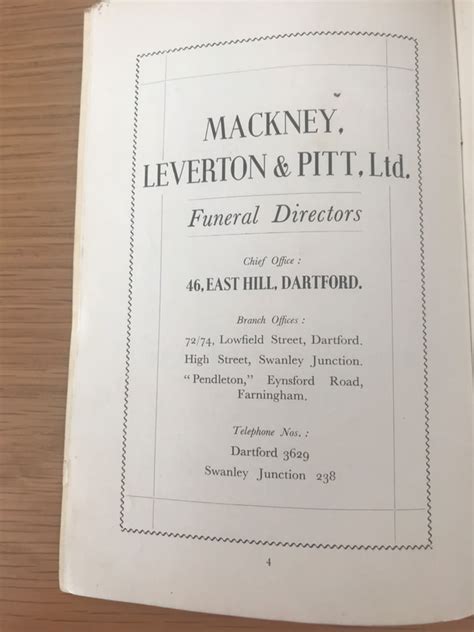 MACKNEY,
LEVERTON & PITT, Ltd.
Funeral Directors
Chief Office :
46, EAST HILL, DARTFORD.
Branch Offices :
72/74, Lowfield Street, Dartford.
High Street, Swanley Junction.
“Pendleton,” Eynsford Road,
Farningham.
Telephone Nos. :
Dartford 3629
Swanley Junction 238
4